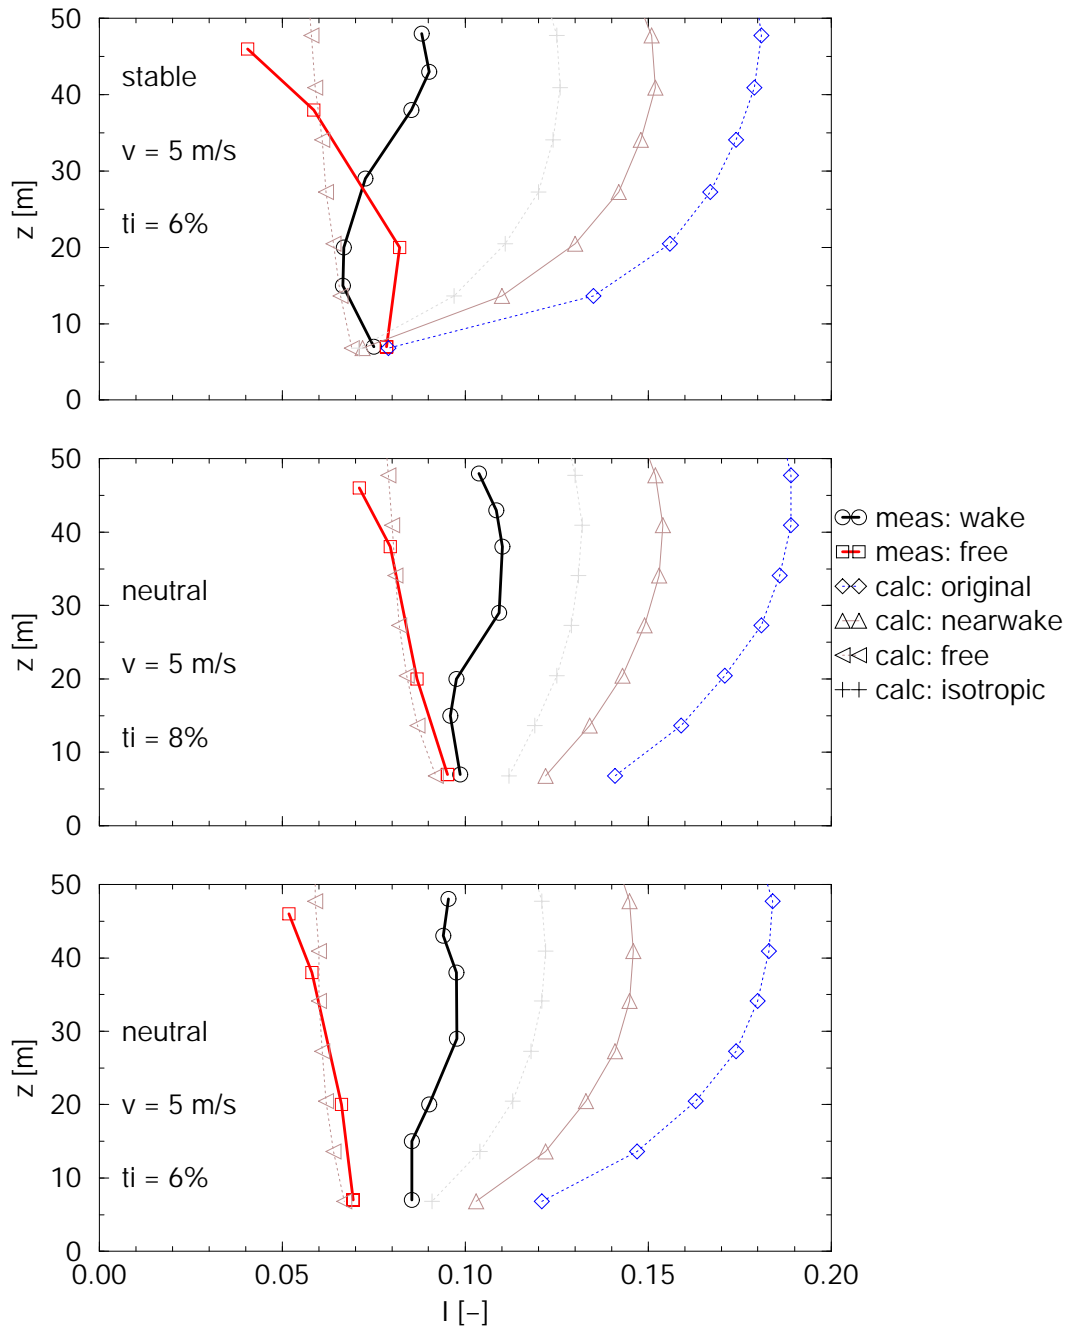 50
40
30
20
10
0
z [m]
stable
v = 5 m/s
ti = 6%
50
40
30
20
10
0
z [m]
neutral
v = 5 m/s
ti = 8%
meas: wake
meas: free
calc: original
calc: nearwake
calc: free
calc: isotropic
50
40
30
20
10
0
z [m]
neutral
v = 5 m/s
ti = 6%
0.00 0.05 0.10 0.15 0.20
I [–]